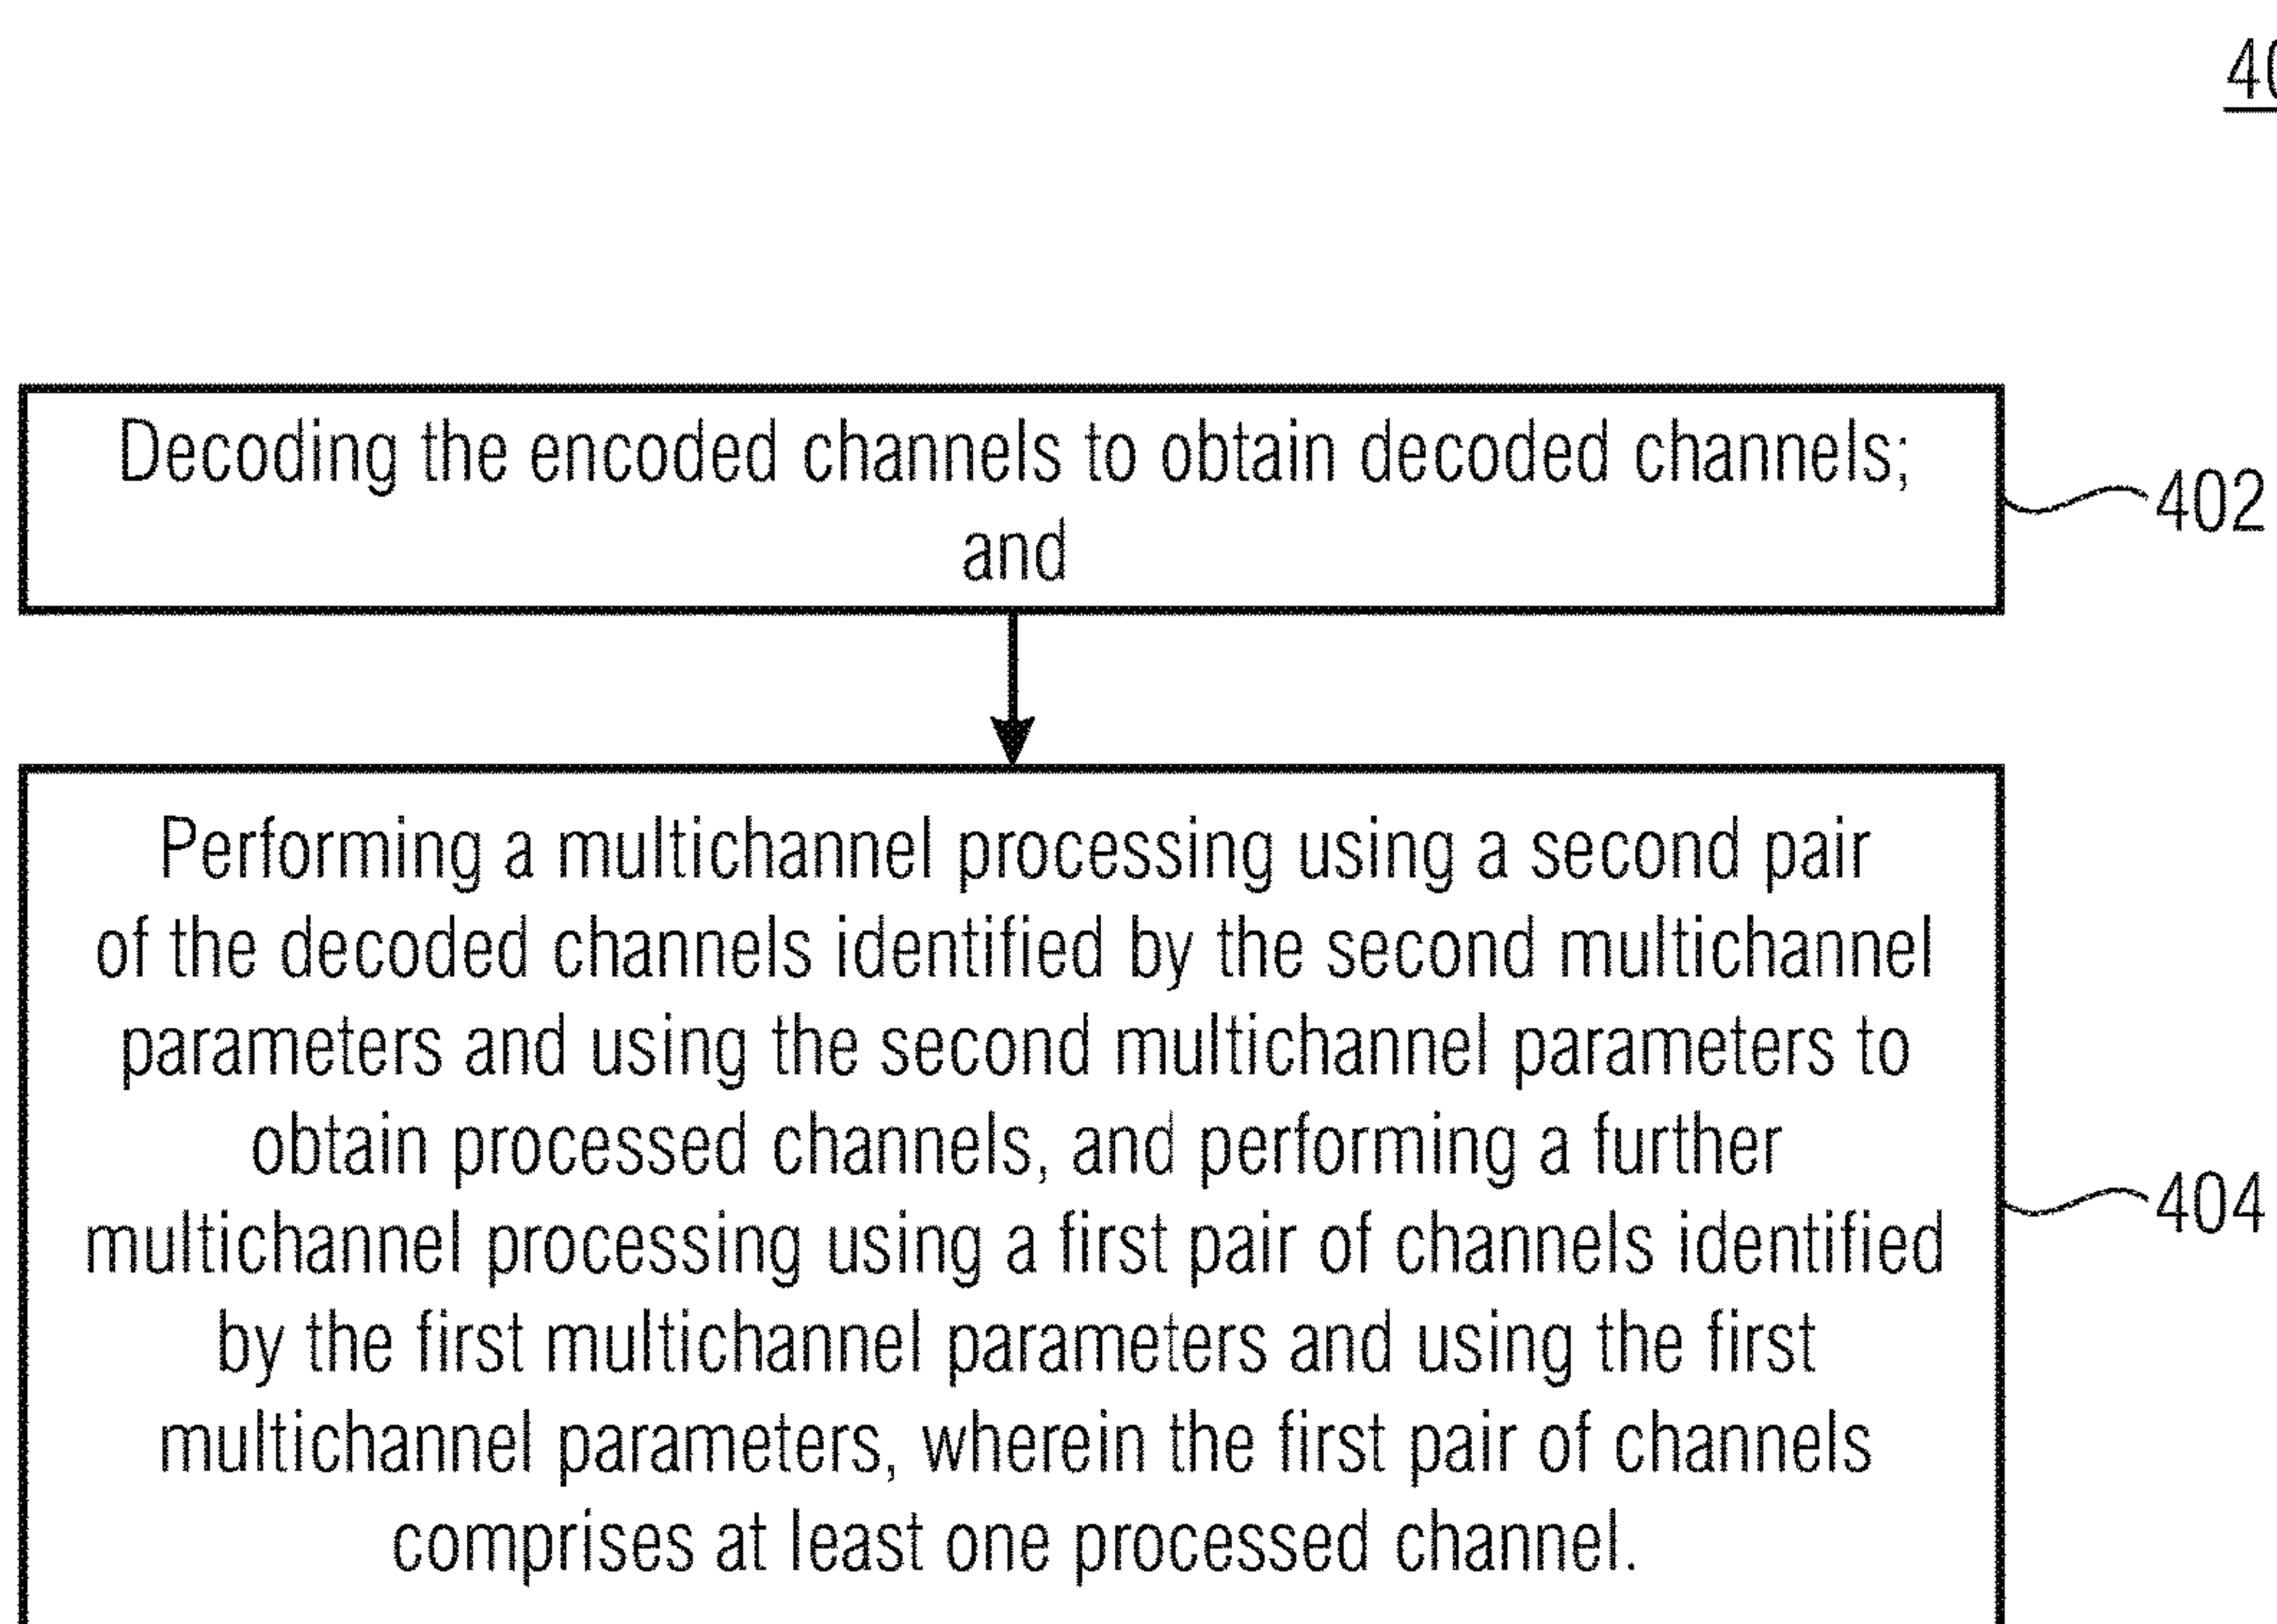 Decoding the encoded channels to obtain decoded channels;
and
402
Performing a multichannel processing using a second pair
of the decoded channels identified by the second multichannel
parameters and using the second multichannel parameters to
obtain processed channels, and performing a further
multichannel processing using a first pair of channels identified
by the first multichannel parameters and using the first
multichannel parameters, wherein the first pair of channels
comprises at least one processed channel.
404